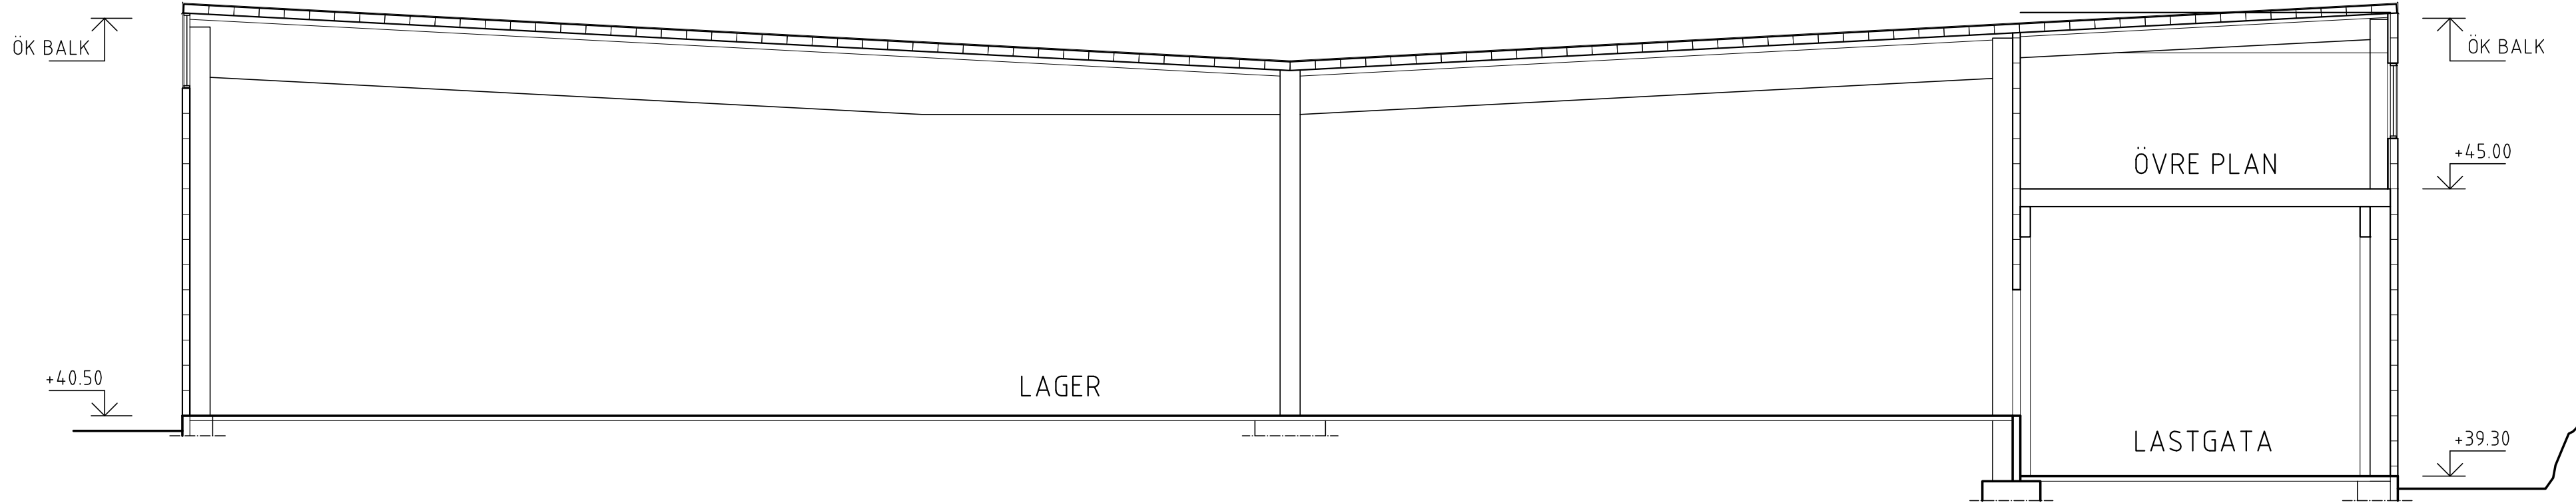 ÖK BALK
ÖK BALK
+45.00
ÖVRE PLAN
+40.50
LAGER
+39.30
LASTGATA